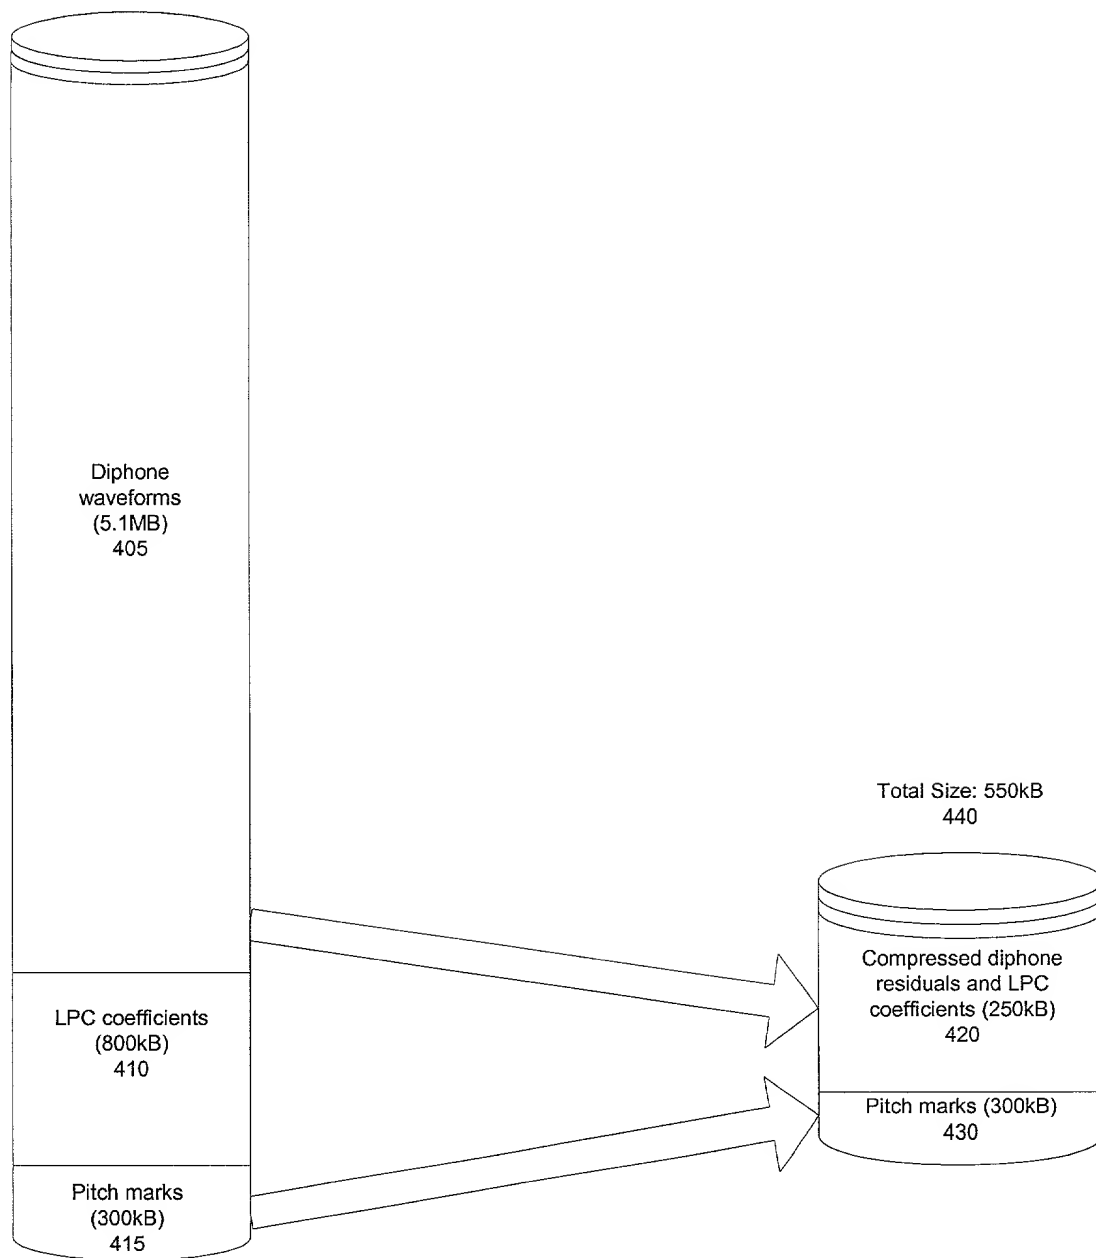 Diphone
waveforms
(5.1MB)
405
LPC coefficients
(800kB)
410
Pitch marks
(300kB)
415
Total Size: 550kB
440
Compressed diphone
residuals and LPC
coefficients (250kB)
420
Pitch marks (300kB)
430